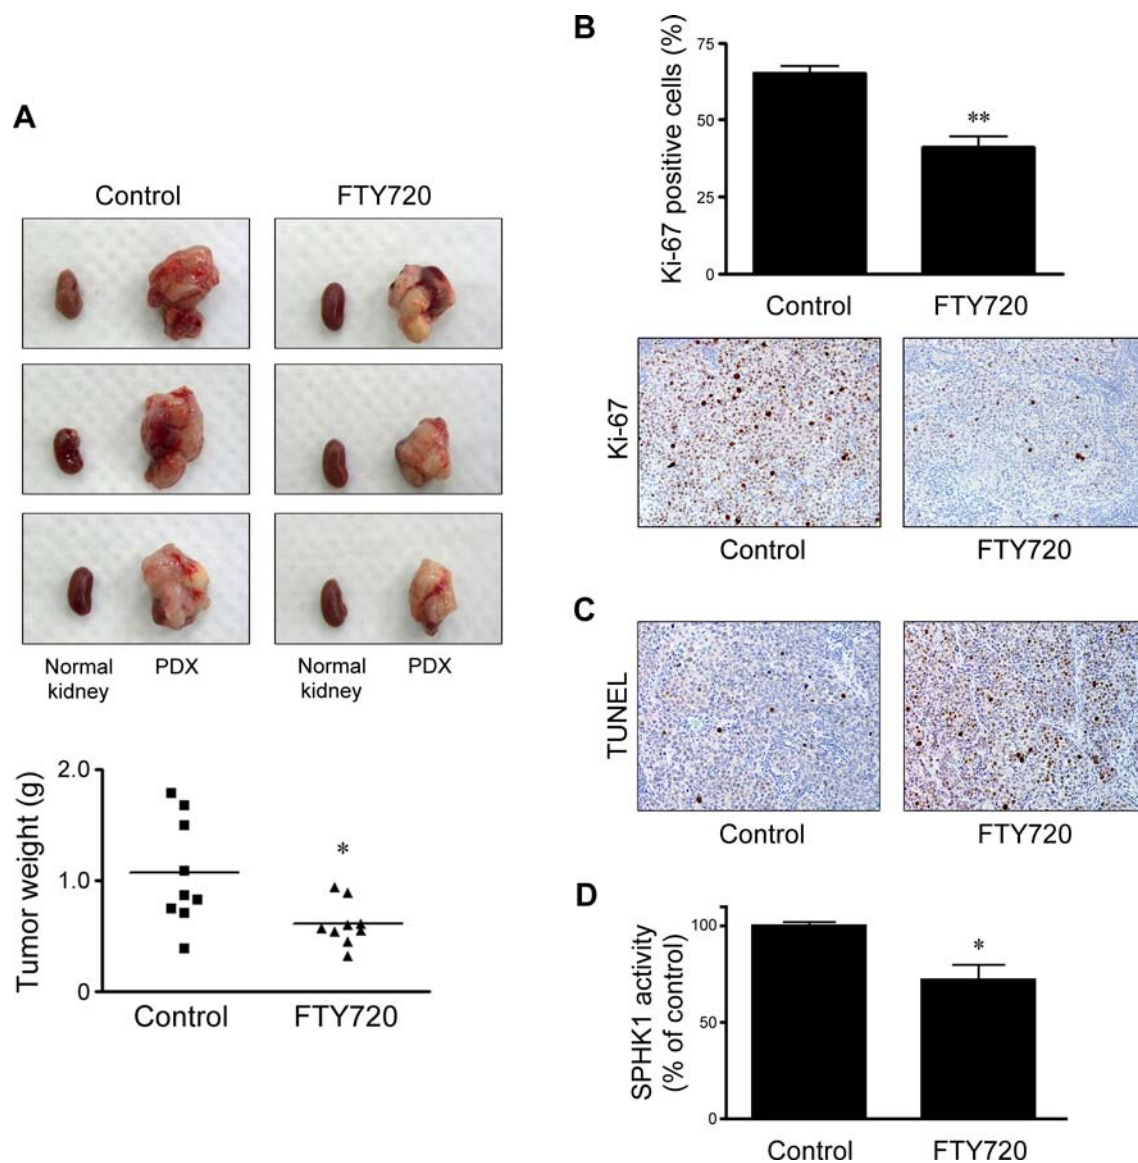 A
Control FTY720
Normal kidney PDX Normal kidney PDX
Tumor weight (g)
2.0
1.0
0
*
Control FTY720
B
Ki-67 positive cells (%)
75
50
25
0
**
Control FTY720
Ki-67
Control FTY720
C
TUNEL
Control FTY720
D
SPHK1 activity
(% of control)
100
50
0
*
Control FTY720